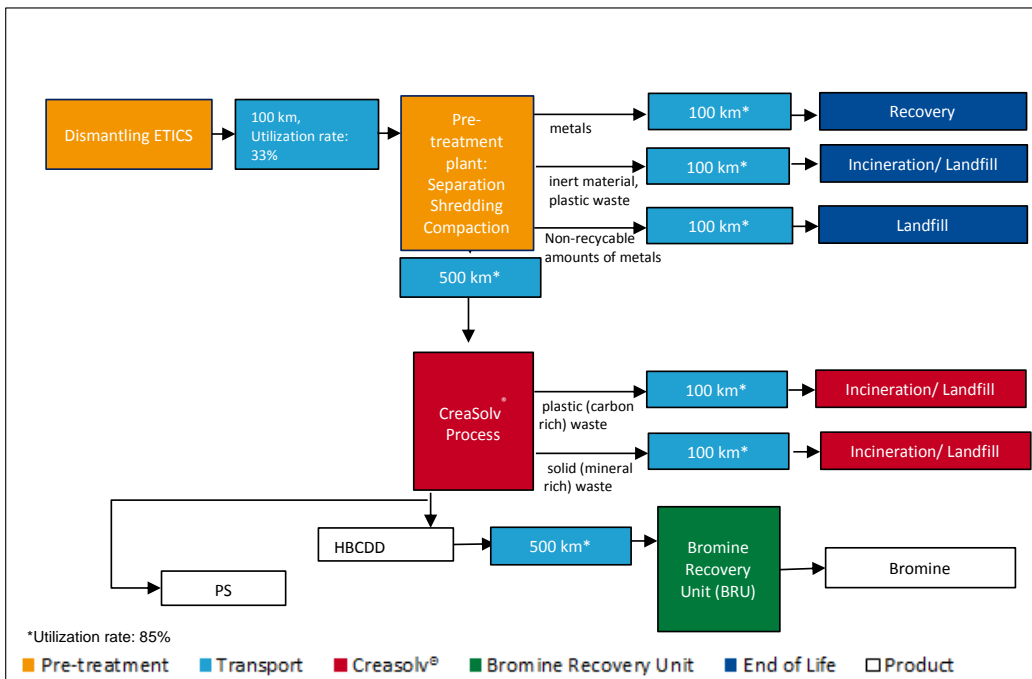 Dismantling ETICS
100 km,
Utilization rate:
33%
Pre-
treatment
plant:
Separation
Shredding
Compaction
metals
100 km*
Recovery
inert material,
plastic waste
100 km*
Incineration/ Landfill
Non-recycable
amounts of metals
100 km*
Landfill
500 km*
CreaSolv®
Process
plastic (carbon
rich) waste
100 km*
Incineration/ Landfill
solid (mineral
rich) waste
100 km*
Incineration/ Landfill
HBCDD
500 km*
Bromine
Recovery
Unit (BRU)
Bromine
PS
*Utilization rate: 85%
Pre-treatment Transport Creasolv® Bromine Recovery Unit End of Life Product